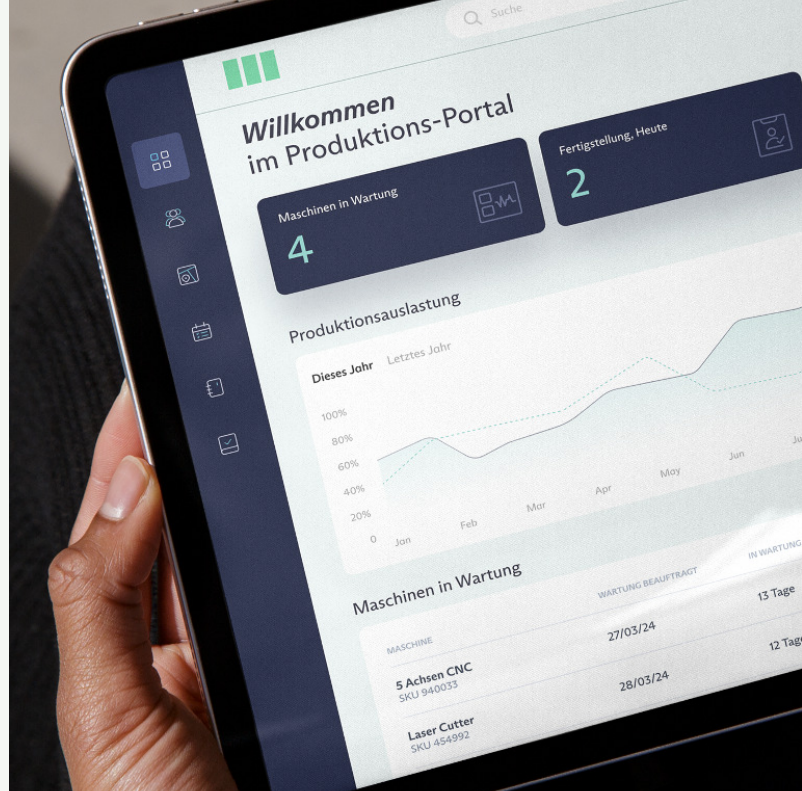 Suche
Willkommen
im Produktions-Portal
Maschinen in Wartung
4
Fertigstellung, Heute
2
Produktionsauslastung
Dieses Jahr Letztes Jahr
100%
80%
60%
40%
20%
0
Jan Feb Mar Apr May Jun
Maschinen in Wartung
MASCHINE WARTUNG BEAUFTRAGT IN WARTUNG
5 Achsen CNC 27/03/24 13 Tage
SKU 940033
Laser Cutter 28/03/24 12 Tage
SKU 454992